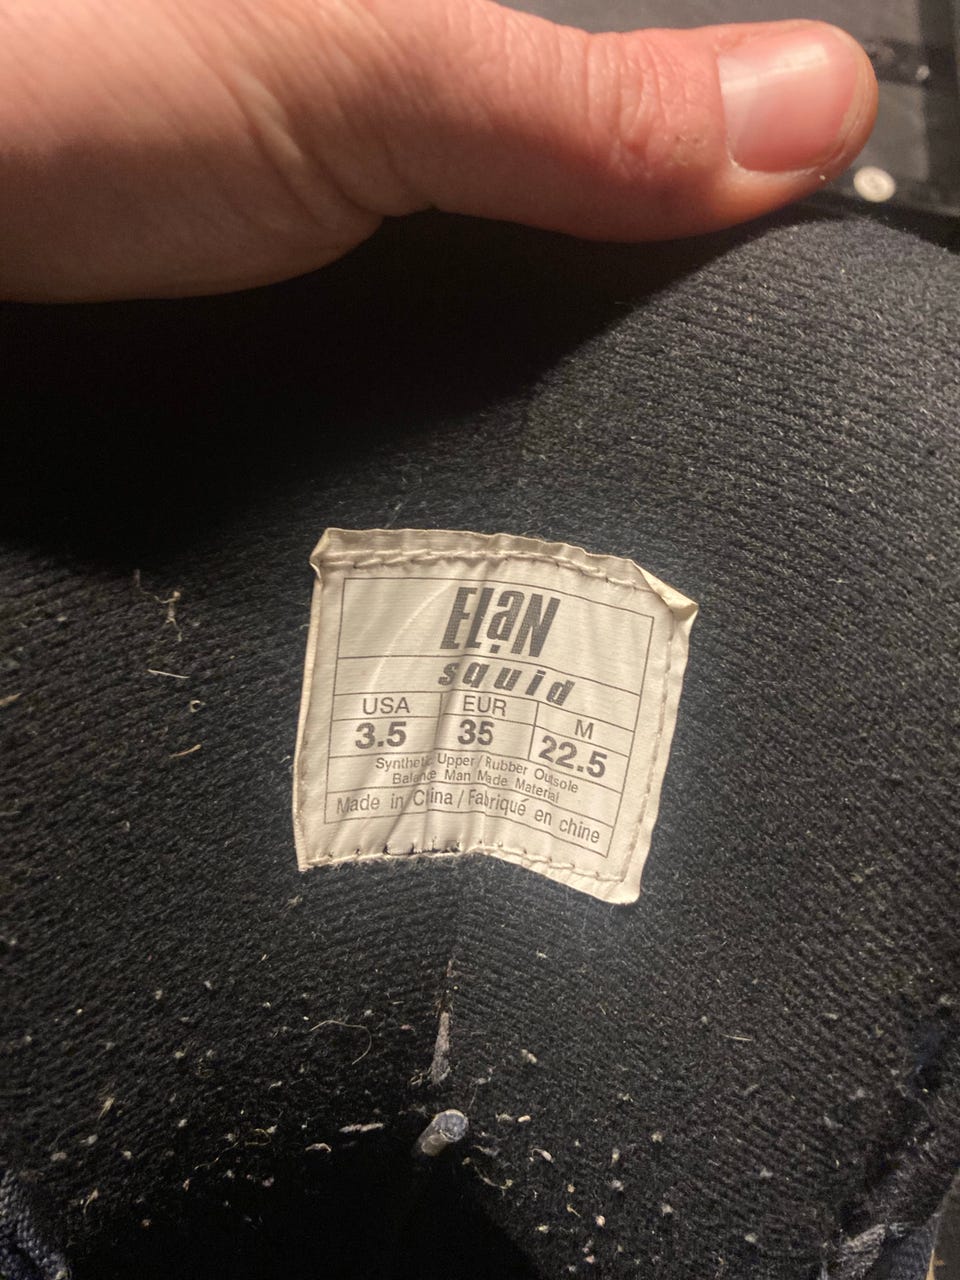 ELaN
squid
USA EUR M
3.5 35 22.5
Synthetic Upper / Rubber Outsole
Balance Man Made Material
Made in China / Fabriqué en chine